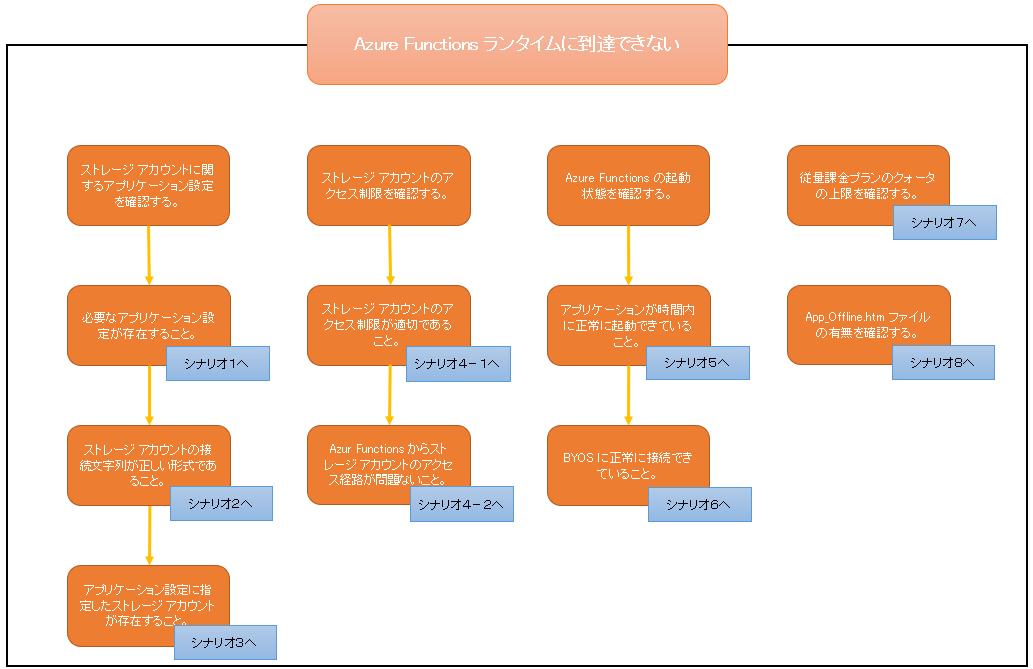 Azure Functions ランタイムに到達できない
ストレージ アカウントに関
するアプリケーション設定
を確認する。
必要なアプリケーション設
定が存在すること。
シナリオ1へ
ストレージ アカウントの接
続文字列が正しい形式であ
ること。
シナリオ2へ
アプリケーション設定に指
定したストレージ アカウント
が存在すること。
シナリオ3へ
ストレージ アカウントのア
クセス制限を確認する。
ストレージ アカウントのア
クセス制限が適切である
こと。
シナリオ4－1へ
Azur Functions からスト
レージ アカウントのアクセ
ス経路が問題ないこと。
シナリオ4－2へ
Azure Functions の起動
状態を確認する。
アプリケーションが時間内
に正常に起動できている
こと。
シナリオ5へ
BYOS に正常に接続でき
ていること。
シナリオ6へ
従量課金プランのクォータ
の上限を確認する。
シナリオ7へ
App_Offline.htm ファイル
の有無を確認する。
シナリオ8へ